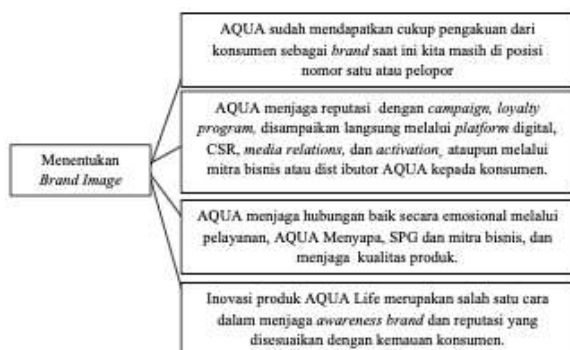 AQUA sudah mendapatkan cukup pengakuan dari
konsumen sebagai brand saat ini kita masih di posisi
nomor satu atau pelopor
AQUA menjaga reputasi dengan campaign, loyalty
program, disampaikan langsung melalui platform digital,
CSR, media relations, dan activation, ataupun melalui
mitra bisnis atau dist ibutor AQUA kepada konsumen.
Menentukan
Brand Image
AQUA menjaga hubungan baik secara emosional melalui
pelayanan, AQUA Menyapa, SPG dan mitra bisnis, dan
menjaga kualitas produk.
Inovasi produk AQUA Life merupakan salah satu cara
dalam menjaga awareness brand dan reputasi yang
disesuaikan dengan kemauan konsumen.